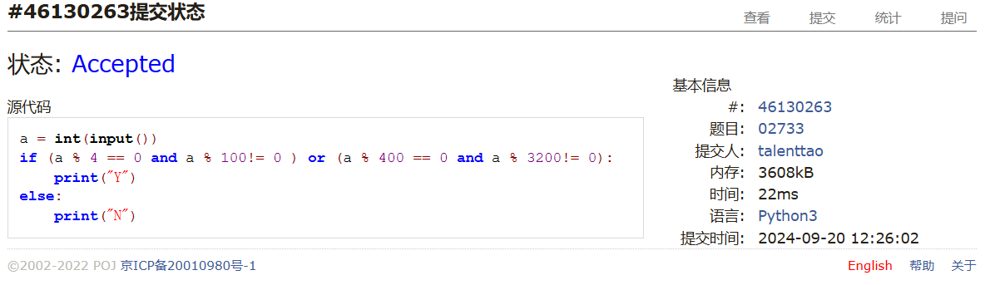 #46130263提交状态
查看 提交 统计 提问
状态: Accepted
源代码
a = int(input())
if (a % 4 == 0 and a % 100!= 0 ) or (a % 400 == 0 and a % 3200!= 0):
    print("Y")
else:
    print("N")
基本信息
#: 46130263
题目: 02733
提交人: talenttao
内存: 3608kB
时间: 22ms
语言: Python3
提交时间: 2024-09-20 12:26:02
©2002-2022 POJ 京ICP备20010980号-1
English 帮助 关于